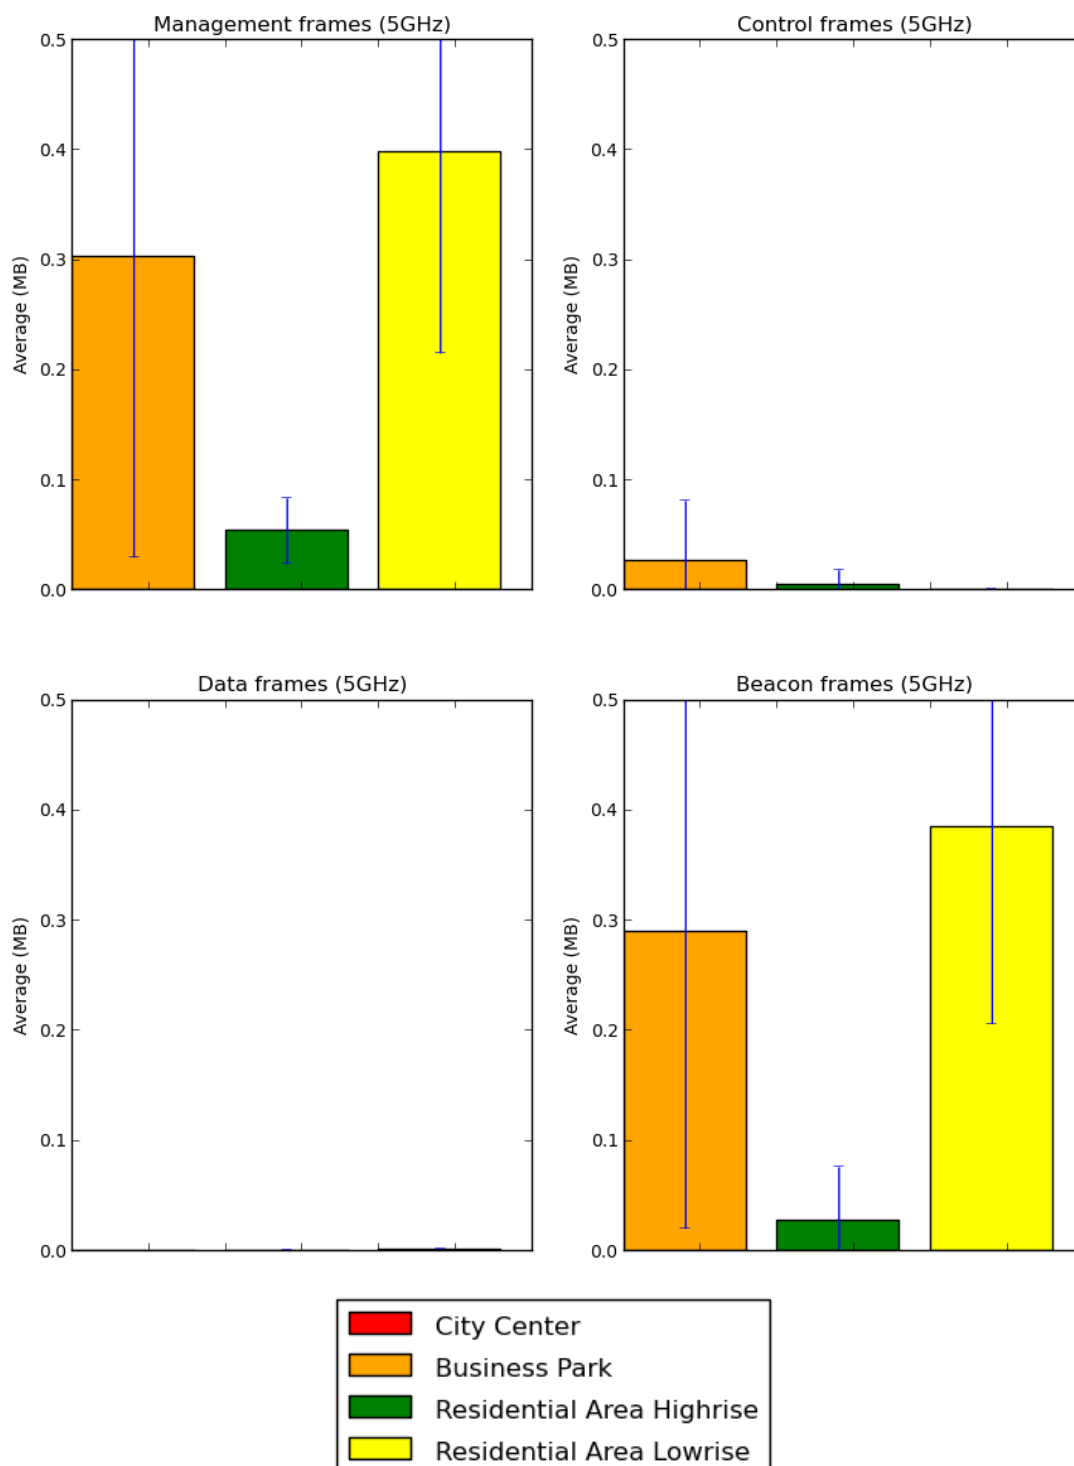 Management frames (5GHz)
0.5
0.4
0.3
0.2
0.1
0.0
Average (MB)
Control frames (5GHz)
0.5
0.4
0.3
0.2
0.1
0.0
Average (MB)
Data frames (5GHz)
0.5
0.4
0.3
0.2
0.1
0.0
Average (MB)
Beacon frames (5GHz)
0.5
0.4
0.3
0.2
0.1
0.0
Average (MB)
City Center
Business Park
Residential Area Highrise
Residential Area Lowrise